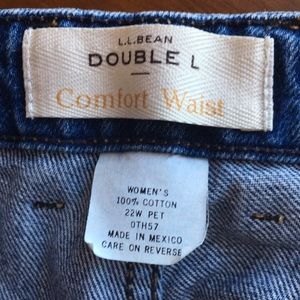 L.L.BEAN
DOUBLE L
Comfort Waist
WOMEN'S
100% COTTON
22W PET
0TH57
MADE IN MEXICO
CARE ON REVERSE